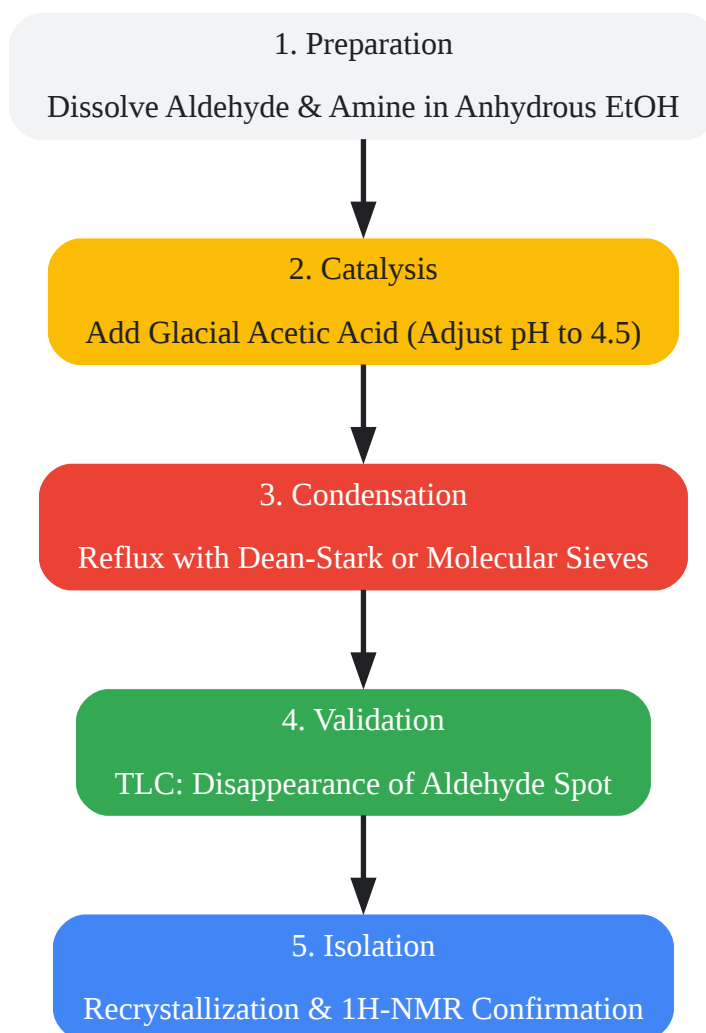 1. Preparation
Dissolve Aldehyde & Amine in Anhydrous EtOH
2. Catalysis
Add Glacial Acetic Acid (Adjust pH to 4.5)
3. Condensation
Reflux with Dean-Stark or Molecular Sieves
4. Validation
TLC: Disappearance of Aldehyde Spot
5. Isolation
Recrystallization & 1H-NMR Confirmation